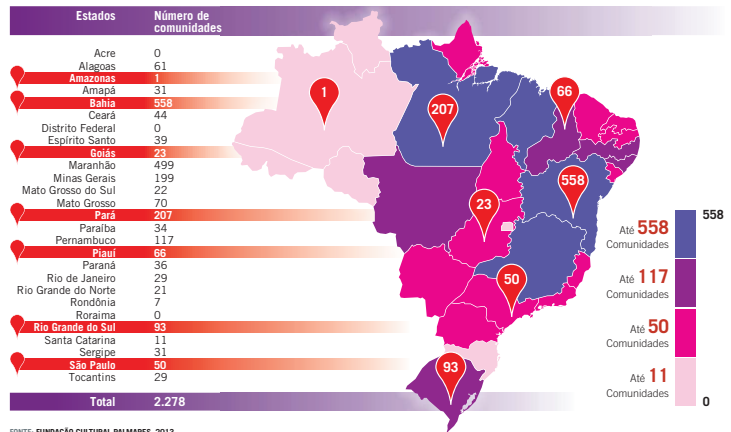 Estados Número de comunidades
Acre 0
Alagoas 61
Amazonas 1
Amapá 31
Bahia 558
Ceará 44
Distrito Federal 0
Espírito Santo 39
Goiás 23
Maranhão 499
Minas Gerais 199
Mato Grosso do Sul 22
Mato Grosso 70
Pará 207
Paraíba 34
Pernambuco 117
Piauí 66
Paraná 36
Rio de Janeiro 29
Rio Grande do Norte 21
Rondônia 7
Roraima 0
Rio Grande do Sul 93
Santa Catarina 11
Sergipe 31
São Paulo 50
Tocantins 29
Total 2.278
FONTE: FUNDAÇÃO CULTURAL PALMARES, 2013
1
207
66
558
23
50
93
558
Até 558
Comunidades
Até 117
Comunidades
Até 50
Comunidades
Até 11
Comunidades
0